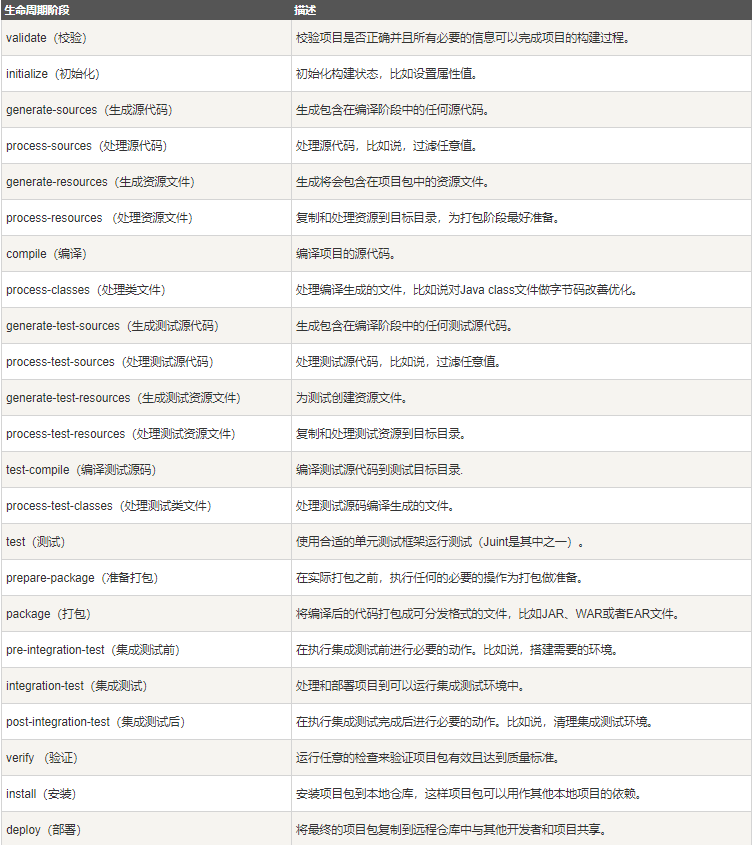 生命周期阶段 描述
validate（校验） 校验项目是否正确并且所有必要的信息可以完成项目的构建过程。
initialize（初始化） 初始化构建状态，比如设置属性值。
generate-sources（生成源代码） 生成包含在编译阶段中的任何源代码。
process-sources（处理源代码） 处理源代码，比如说，过滤任意值。
generate-resources（生成资源文件） 生成将会包含在项目包中的资源文件。
process-resources （处理资源文件） 复制和处理资源到目标目录，为打包阶段最好准备。
compile（编译） 编译项目的源代码。
process-classes（处理类文件） 处理编译生成的文件，比如说对Java class文件做字节码改善优化。
generate-test-sources（生成测试源代码） 生成包含在编译阶段中的任何测试源代码。
process-test-sources（处理测试源代码） 处理测试源代码，比如说，过滤任意值。
generate-test-resources（生成测试资源文件） 为测试创建资源文件。
process-test-resources（处理测试资源文件） 复制和处理测试资源到目标目录。
test-compile（编译测试源码） 编译测试源代码到测试目标目录.
process-test-classes（处理测试类文件） 处理测试源码编译生成的文件。
test（测试） 使用合适的单元测试框架运行测试（Juint是其中之一）。
prepare-package（准备打包） 在实际打包之前，执行任何的必要的操作为打包做准备。
package（打包） 将编译后的代码打包成可分发格式的文件，比如JAR、WAR或者EAR文件。
pre-integration-test（集成测试前） 在执行集成测试前进行必要的动作。比如说，搭建需要的环境。
integration-test（集成测试） 处理和部署项目到可以运行集成测试环境中。
post-integration-test（集成测试后） 在执行集成测试完成后进行必要的动作。比如说，清理集成测试环境。
verify （验证） 运行任意的检查来验证项目包有效且达到质量标准。
install（安装） 安装项目包到本地仓库，这样项目包可以用作其他本地项目的依赖。
deploy（部署） 将最终的项目包复制到远程仓库中与其他开发者和项目共享。